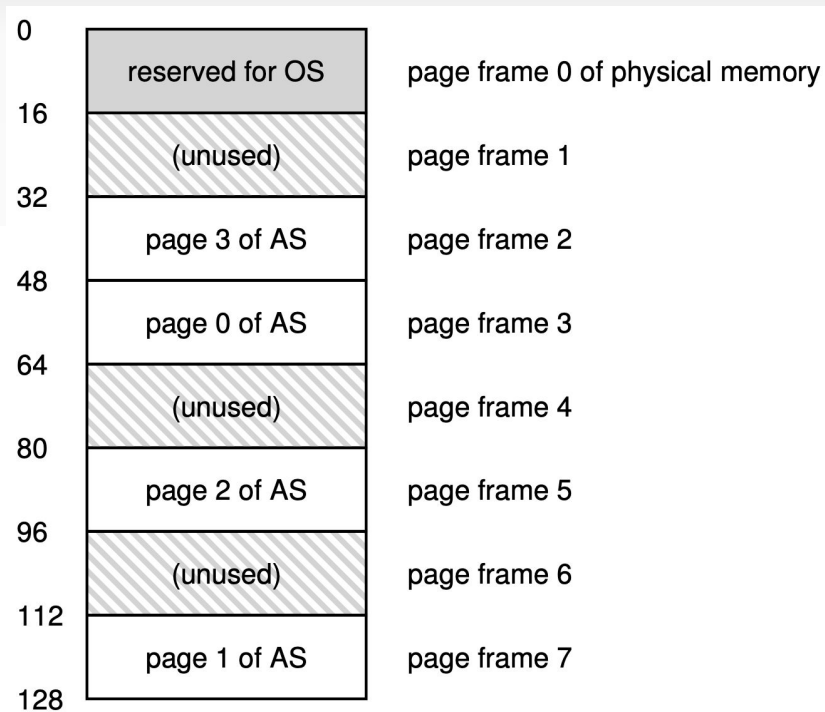 0
reserved for OS page frame 0 of physical memory
16
(unused) page frame 1
32
page 3 of AS page frame 2
48
page 0 of AS page frame 3
64
(unused) page frame 4
80
page 2 of AS page frame 5
96
(unused) page frame 6
112
page 1 of AS page frame 7
128